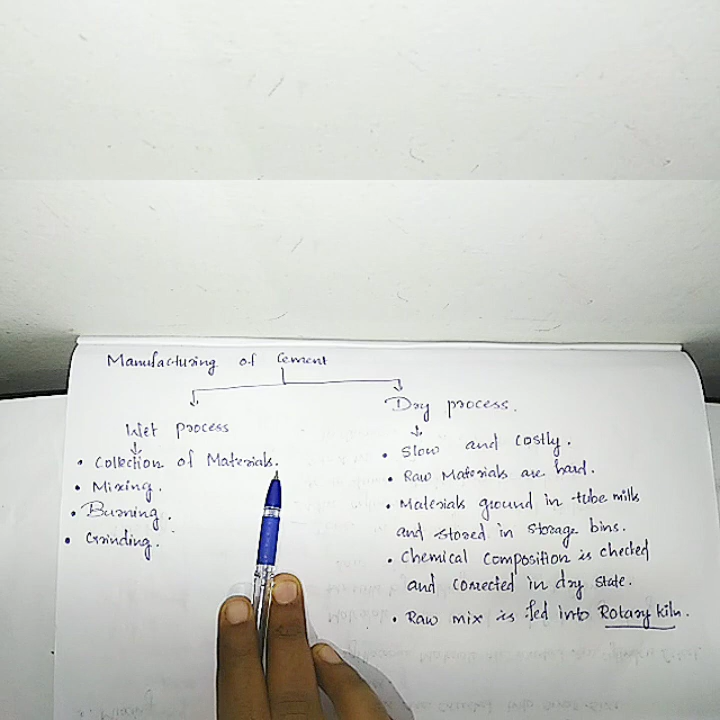 Manufacturing of Cement
Wet process
• Collection of Materials.
• Mixing.
• Burning.
• Grinding.
Dry process.
• Slow and costly.
• Raw Materials are hard.
• Materials ground in tube mills
and stored in storage bins.
• Chemical Composition is checked
and corrected in dry state.
• Raw mix is fed into Rotary kiln.